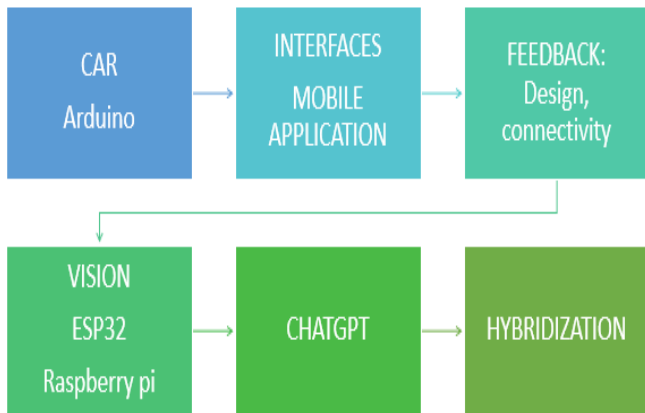 CAR
Arduino
INTERFACES
MOBILE
APPLICATION
FEEDBACK:
Design,
connectivity
VISION
ESP32
Raspberry pi
CHATGPT
HYBRIDIZATION